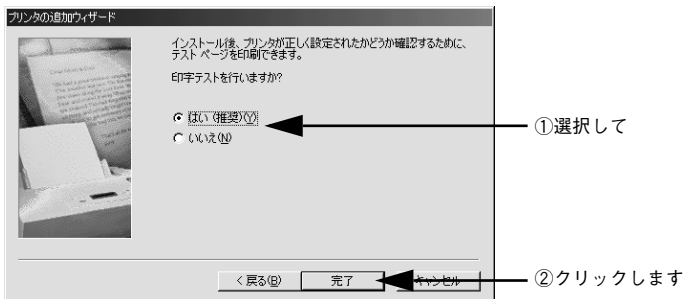 プリンタの追加ウィザード
インストール後、プリンタが正しく設定されたかどうか確認するために、
テスト ページを印刷できます。
印字テストを行いますか?
はい (推奨)(Y)
①選択して
いいえ(N)
< 戻る(B)
完了
キャンセル
②クリックします